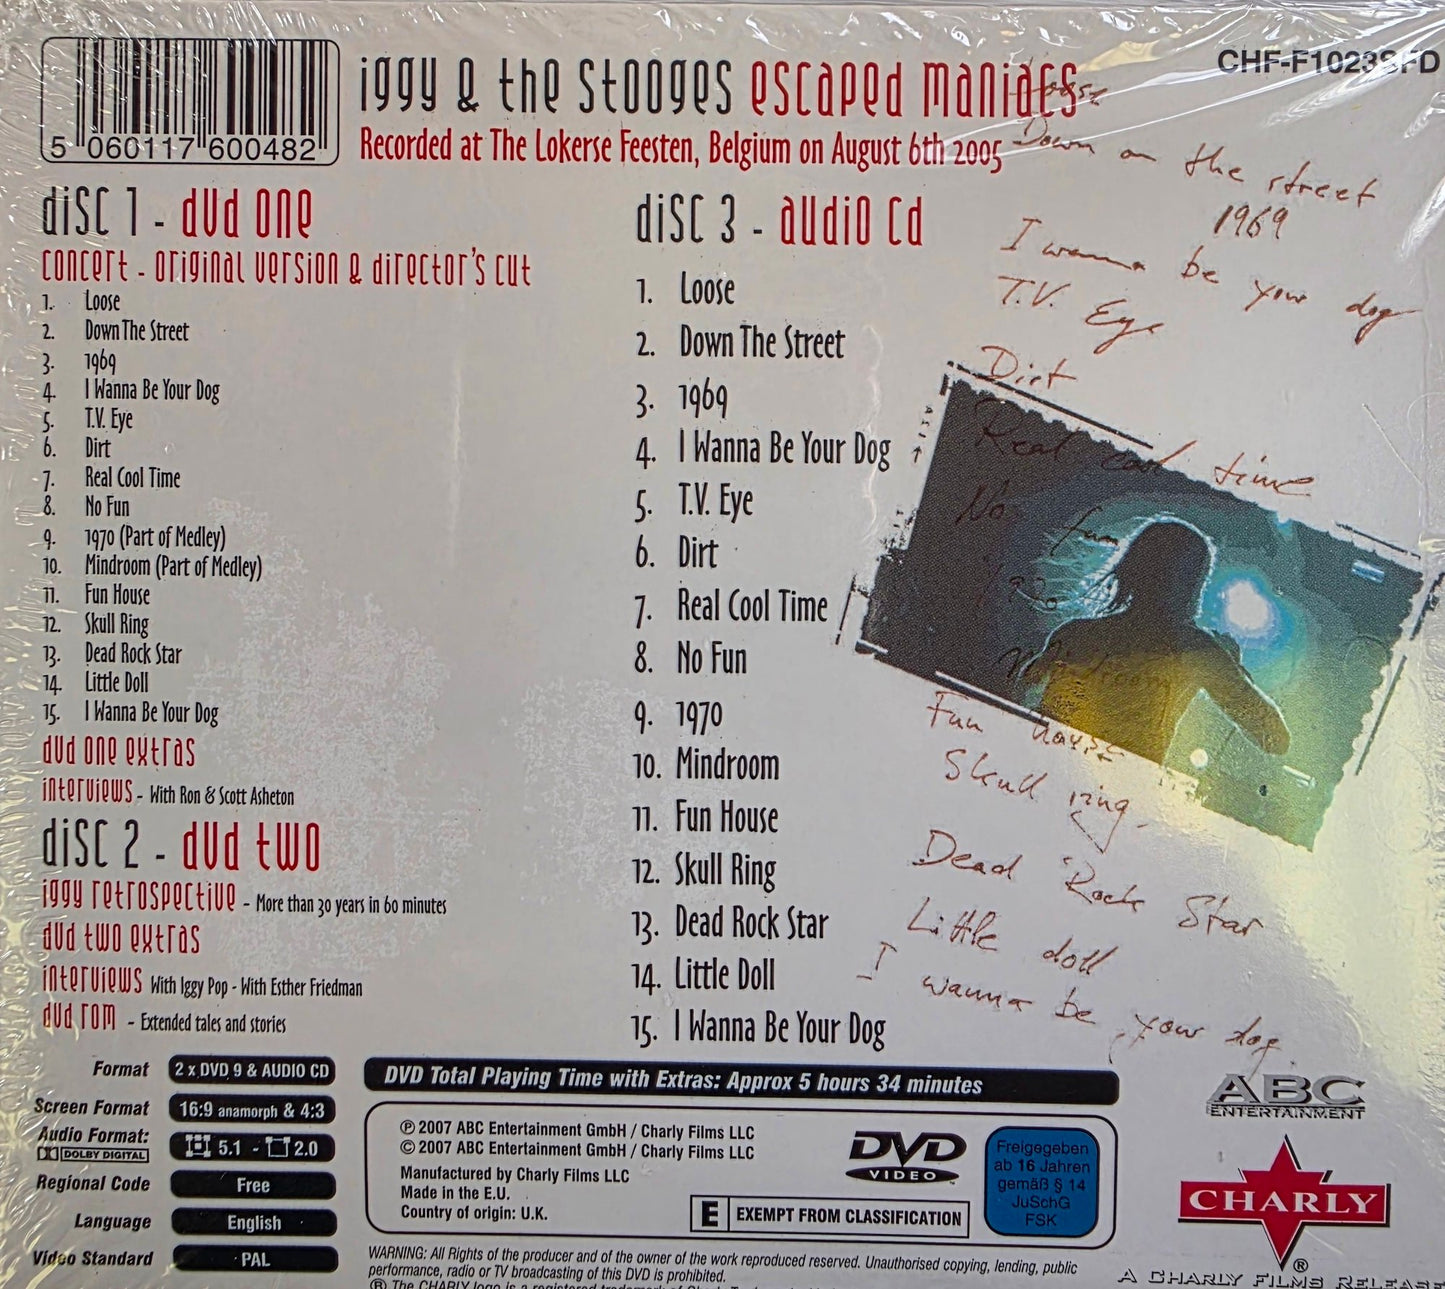 5 060117 600482
iggy & the stooges escaped maniacs
Recorded at The Lokerse Feesten, Belgium on August 6th 2005
CHF-F1023SFD
disc 1 - dvd one
concert - original version & director's cut
1. Loose
2. Down The Street
3. 1969
4. I Wanna Be Your Dog
5. T.V. Eye
6. Dirt
7. Real Cool Time
8. No Fun
9. 1970 (Part of Medley)
10. Mindroom (Part of Medley)
11. Fun House
12. Skull Ring
13. Dead Rock Star
14. Little Doll
15. I Wanna Be Your Dog
dvd one extras
interviews - With Ron & Scott Asheton
disc 2 - dvd two
iggy retrospective - More than 30 years in 60 minutes
dvd two extras
interviews With Iggy Pop - With Esther Friedman
dvd rom - Extended tales and stories
disc 3 - audio cd
1. Loose
2. Down The Street
3. 1969
4. I Wanna Be Your Dog
5. T.V. Eye
6. Dirt
7. Real Cool Time
8. No Fun
9. 1970
10. Mindroom
11. Fun House
12. Skull Ring
13. Dead Rock Star
14. Little Doll
15. I Wanna Be Your Dog
Down on the street
1969
I wanna be your dog
T.V. Eye
Dirt
Real cool time
No fun
1970
Mindroom
Fun house
Skull ring
Dead Rock Star
Little doll
I wanna be your dog
Format 2 x DVD 9 & AUDIO CD
Screen Format 16:9 anamorph & 4:3
Audio Format: 5.1 - 2.0
DOLBY DIGITAL
Regional Code Free
Language English
Video Standard PAL
DVD Total Playing Time with Extras: Approx 5 hours 34 minutes
℗ 2007 ABC Entertainment GmbH / Charly Films LLC
© 2007 ABC Entertainment GmbH / Charly Films LLC
Manufactured by Charly Films LLC
Made in the E.U.
Country of origin: U.K.
DVD
VIDEO
E EXEMPT FROM CLASSIFICATION
Freigegeben
ab 16 Jahren
gemäß § 14
JuSchG
FSK
WARNING: All Rights of the producer and of the owner of the work reproduced reserved. Unauthorised copying, lending, public
performance, radio or TV broadcasting of this DVD is prohibited.
® The CHARLY logo is a registered trademark of
ABC
ENTERTAINMENT
CHARLY
®
A CHARLY FILMS RELEASE